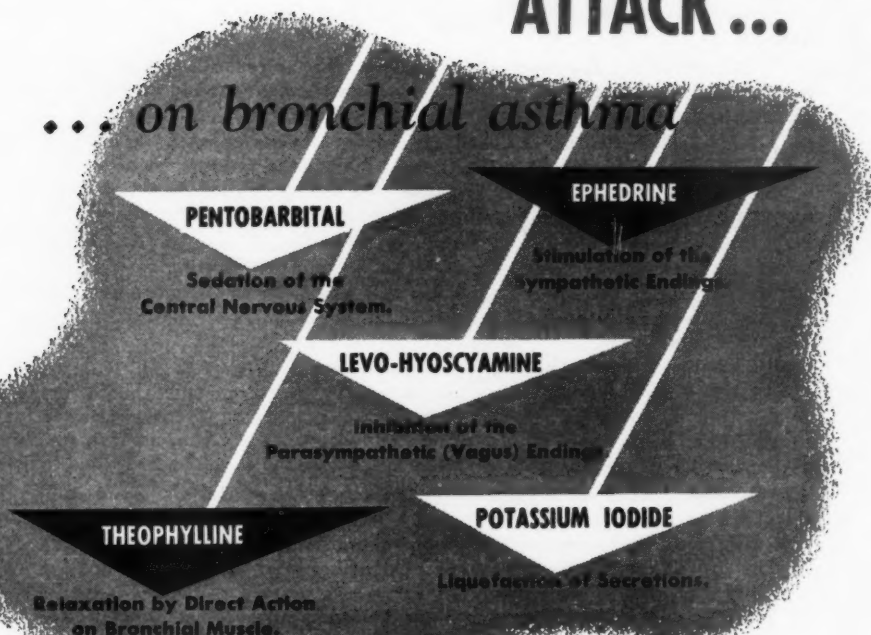 ATTACK...
... on bronchial asthma
PENTOBARBITAL
Sedation of the
Central Nervous System.
EPHEDRINE
Stimulation of the
Sympathetic Endings.
LEVO-HYOSCYAMINE
Inhibition of the
Parasympathetic (Vagus) Endings.
THEOPHYLLINE
Relaxation by Direct Action
on Bronchial Muscle.
POTASSIUM IODIDE
Liquefaction of Secretions.